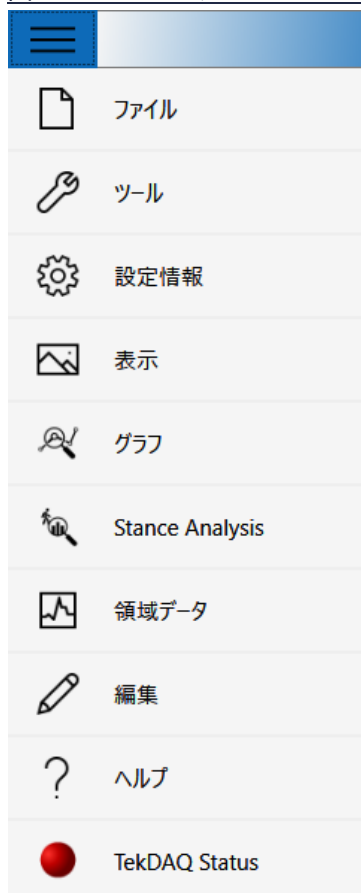 ファイル
ツール
設定情報
表示
グラフ
Stance Analysis
領域データ
編集
ヘルプ
TekDAQ Status